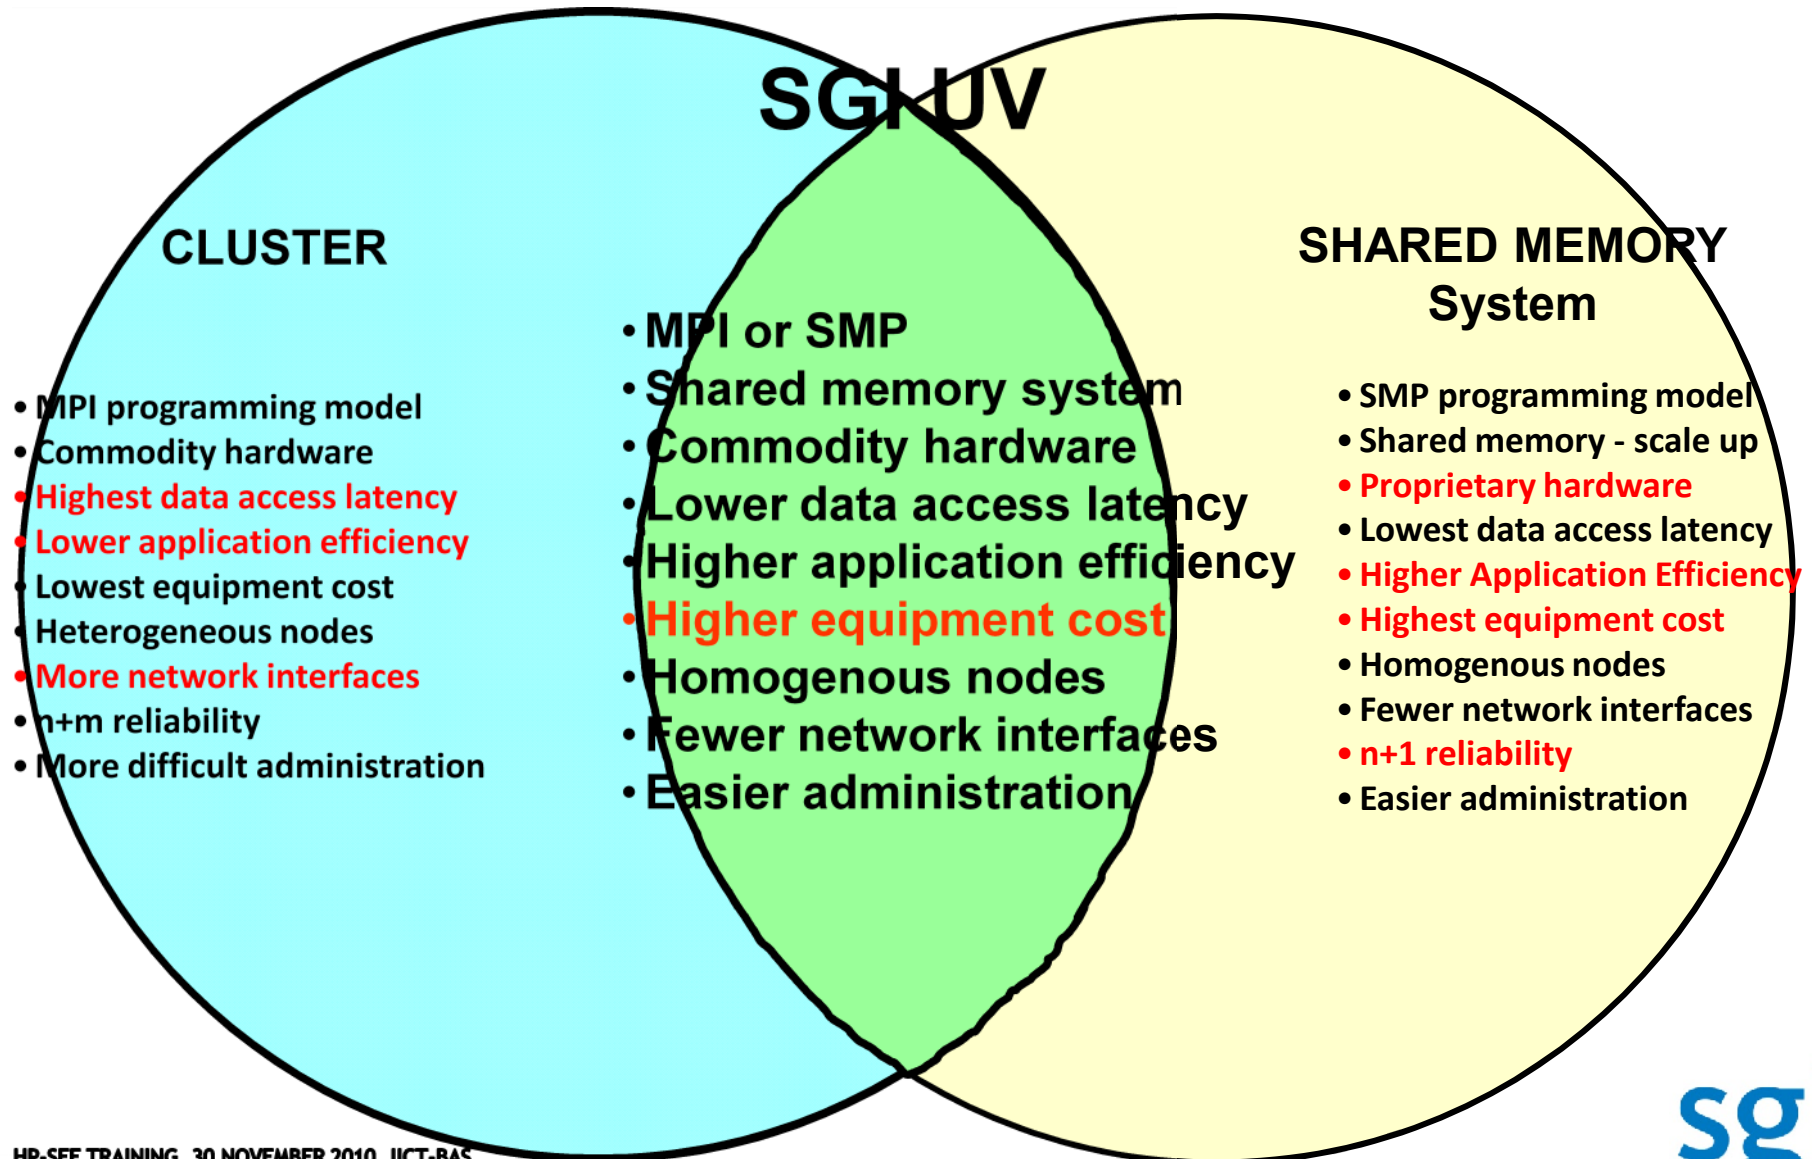 SGI UV
CLUSTER
• MPI programming model
• Commodity hardware
• Highest data access latency
• Lower application efficiency
• Lowest equipment cost
• Heterogeneous nodes
• More network interfaces
• n+m reliability
• More difficult administration
• MPI or SMP
• Shared memory system
• Commodity hardware
• Lower data access latency
• Higher application efficiency
• Higher equipment cost
• Homogenous nodes
• Fewer network interfaces
• Easier administration
SHARED MEMORY
System
• SMP programming model
• Shared memory - scale up
• Proprietary hardware
• Lowest data access latency
• Higher Application Efficiency
• Highest equipment cost
• Homogenous nodes
• Fewer network interfaces
• n+1 reliability
• Easier administration
HP-SEE TRAINING, 30 NOVEMBER 2010, IICT-BAS
sg